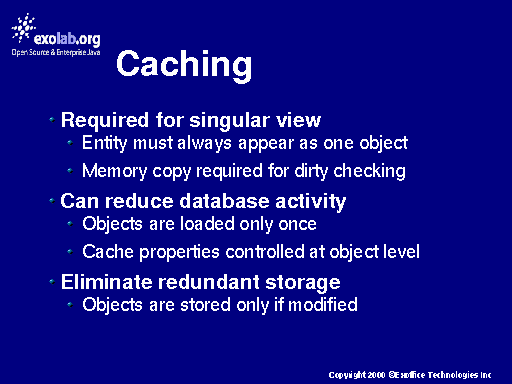 exolab.org
Open Source & Enterprise Java
Caching
Required for singular view
Entity must always appear as one object
Memory copy required for dirty checking
Can reduce database activity
Objects are loaded only once
Cache properties controlled at object level
Eliminate redundant storage
Objects are stored only if modified
Copyright 2000 ©Exoffice Technologies Inc